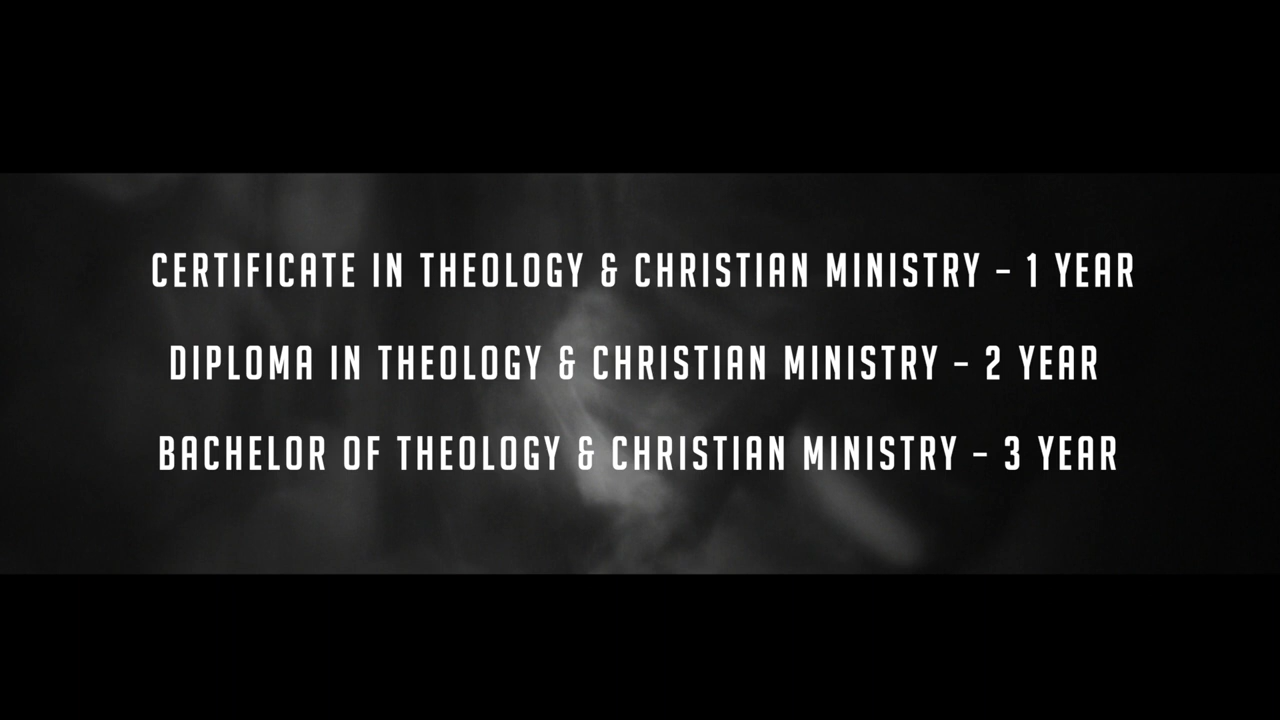 CERTIFICATE IN THEOLOGY & CHRISTIAN MINISTRY – 1 YEAR
DIPLOMA IN THEOLOGY & CHRISTIAN MINISTRY – 2 YEAR
BACHELOR OF THEOLOGY & CHRISTIAN MINISTRY – 3 YEAR